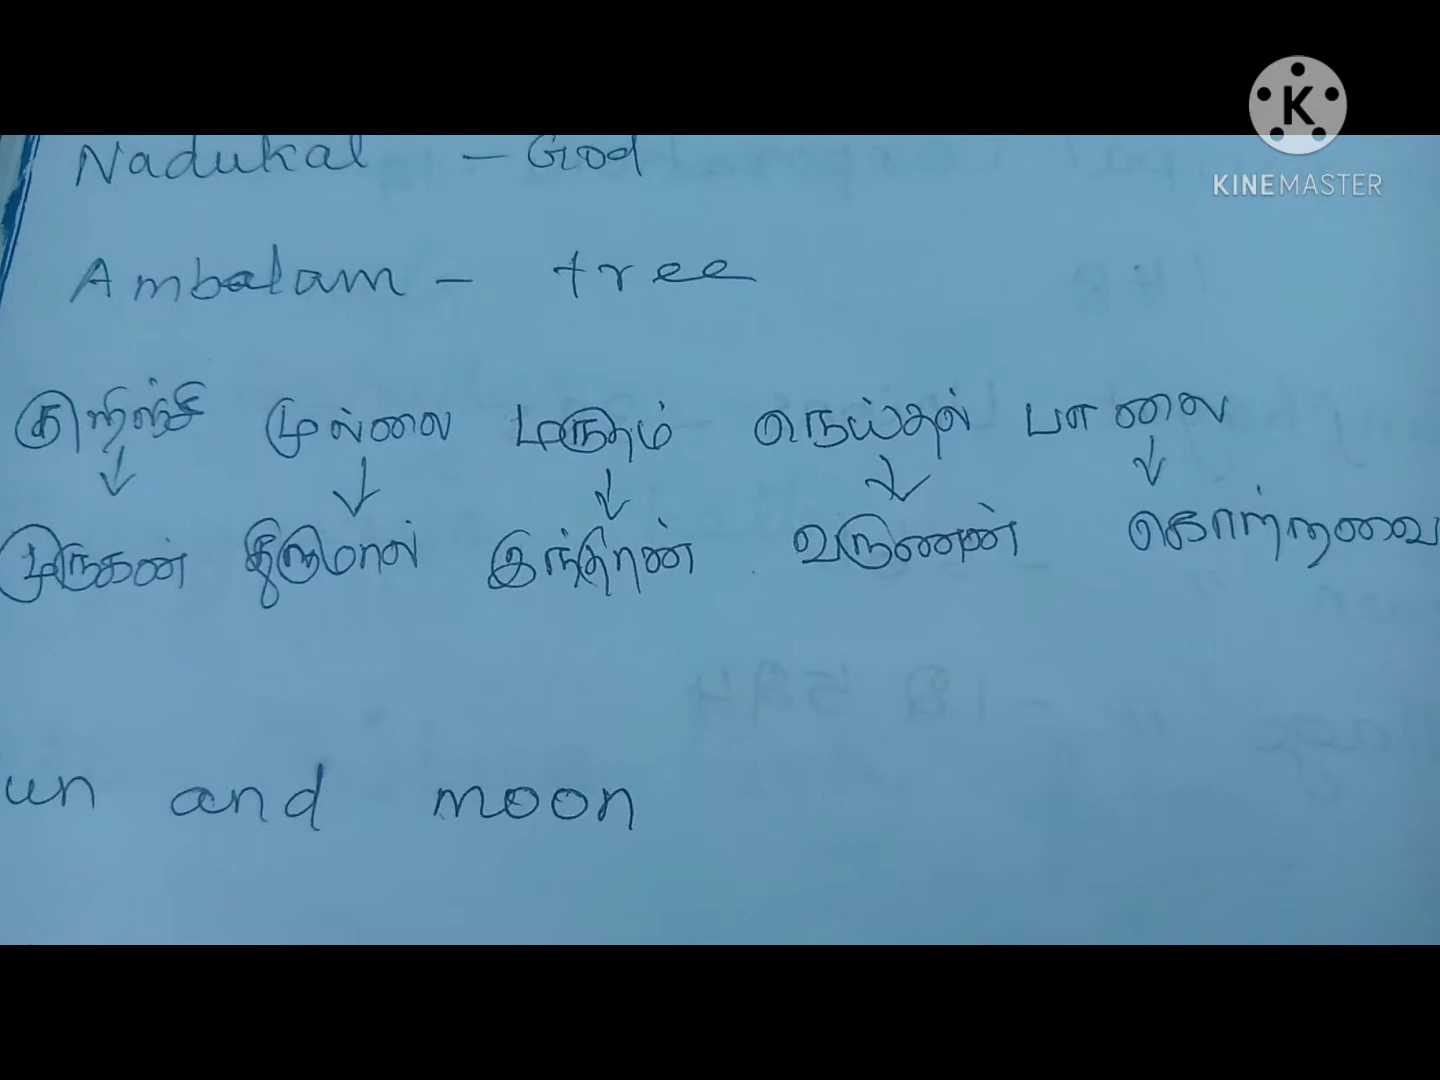 K
KINEMASTER
Nadukal - God
Ambalam - tree
குறிஞ்சி முல்லை மருதம் நெய்தல் பாலை
முருகன் திருமால் இந்திரன் வருணன் கொற்றவை
un and moon